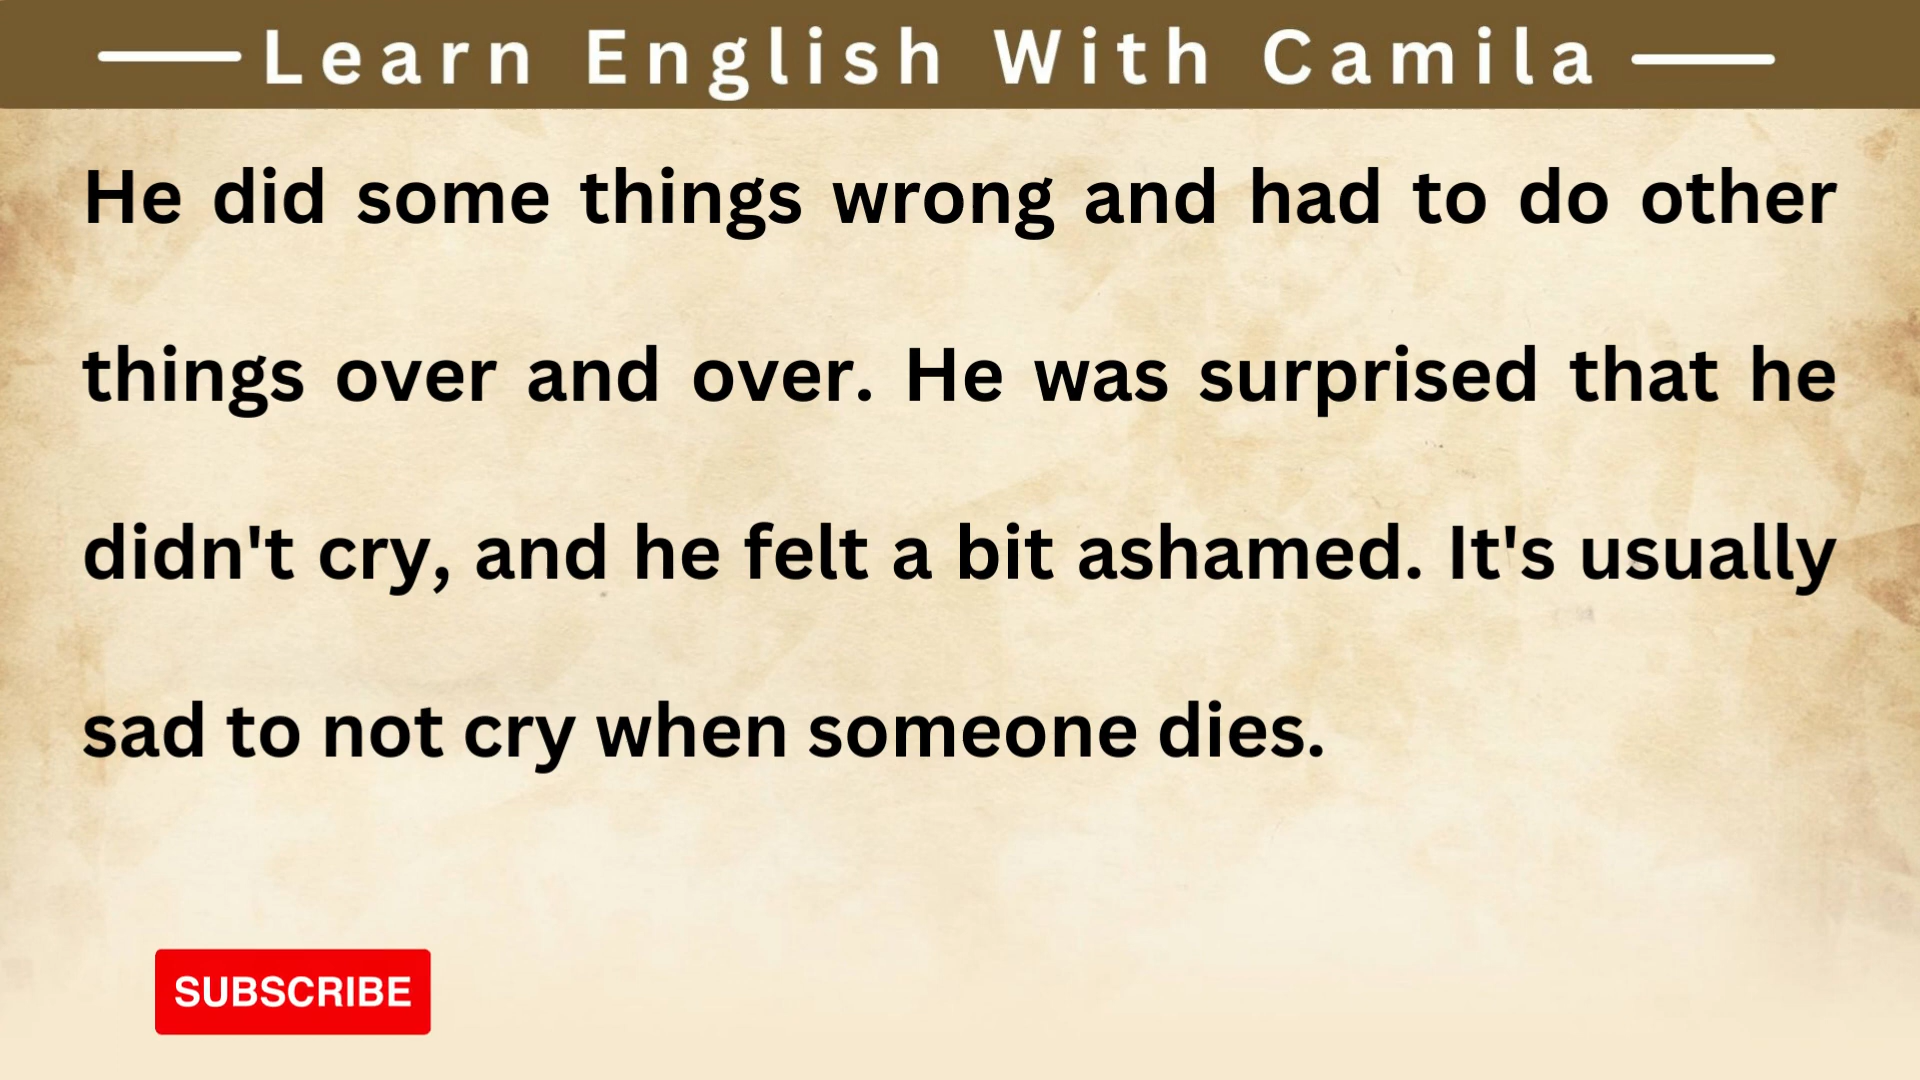 Learn English With Camila
He did some things wrong and had to do other
things over and over. He was surprised that he
didn't cry, and he felt a bit ashamed. It's usually
sad to not cry when someone dies.
SUBSCRIBE